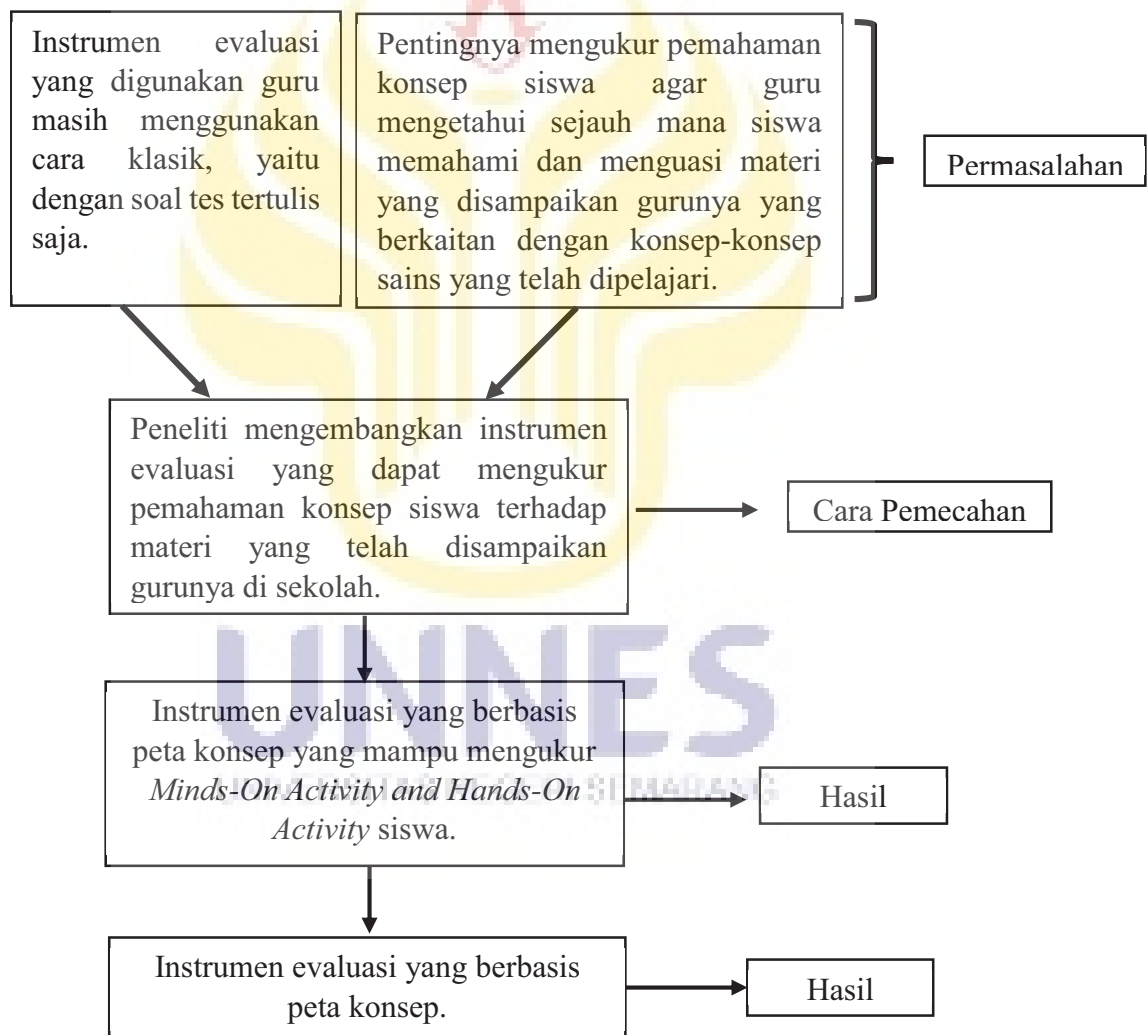 Instrumen evaluasi
yang digunakan guru
masih menggunakan
cara klasik, yaitu
dengan soal tes tertulis
saja.
Pentingnya mengukur pemahaman
konsep siswa agar guru
mengetahui sejauh mana siswa
memahami dan menguasi materi
yang disampaikan gurunya yang
berkaitan dengan konsep-konsep
sains yang telah dipelajari.
Permasalahan
Peneliti mengembangkan instrumen
evaluasi yang dapat mengukur
pemahaman konsep siswa terhadap
materi yang telah disampaikan
gurunya di sekolah.
Cara Pemecahan
UNNES
Instrumen evaluasi yang berbasis
peta konsep yang mampu mengukur
Minds-On Activity and Hands-On
Activity siswa.
SEMARANG
Hasil
Instrumen evaluasi yang berbasis
peta konsep.
Hasil